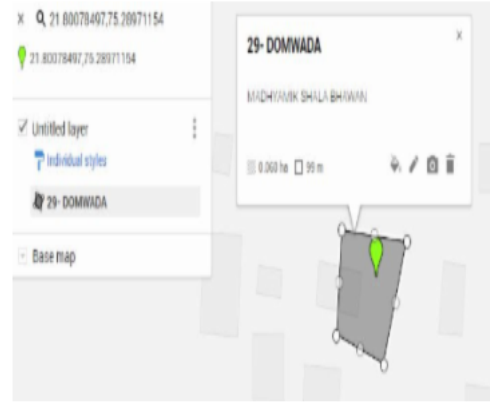 21.80078497,75.28971154
21.80078497,75.28971154
Untitled layer
Individual styles
29- DOMWADA
Base map
29- DOMWADA
MADHYAMIK SHALA BHAWAN
0.060 ha 99 m